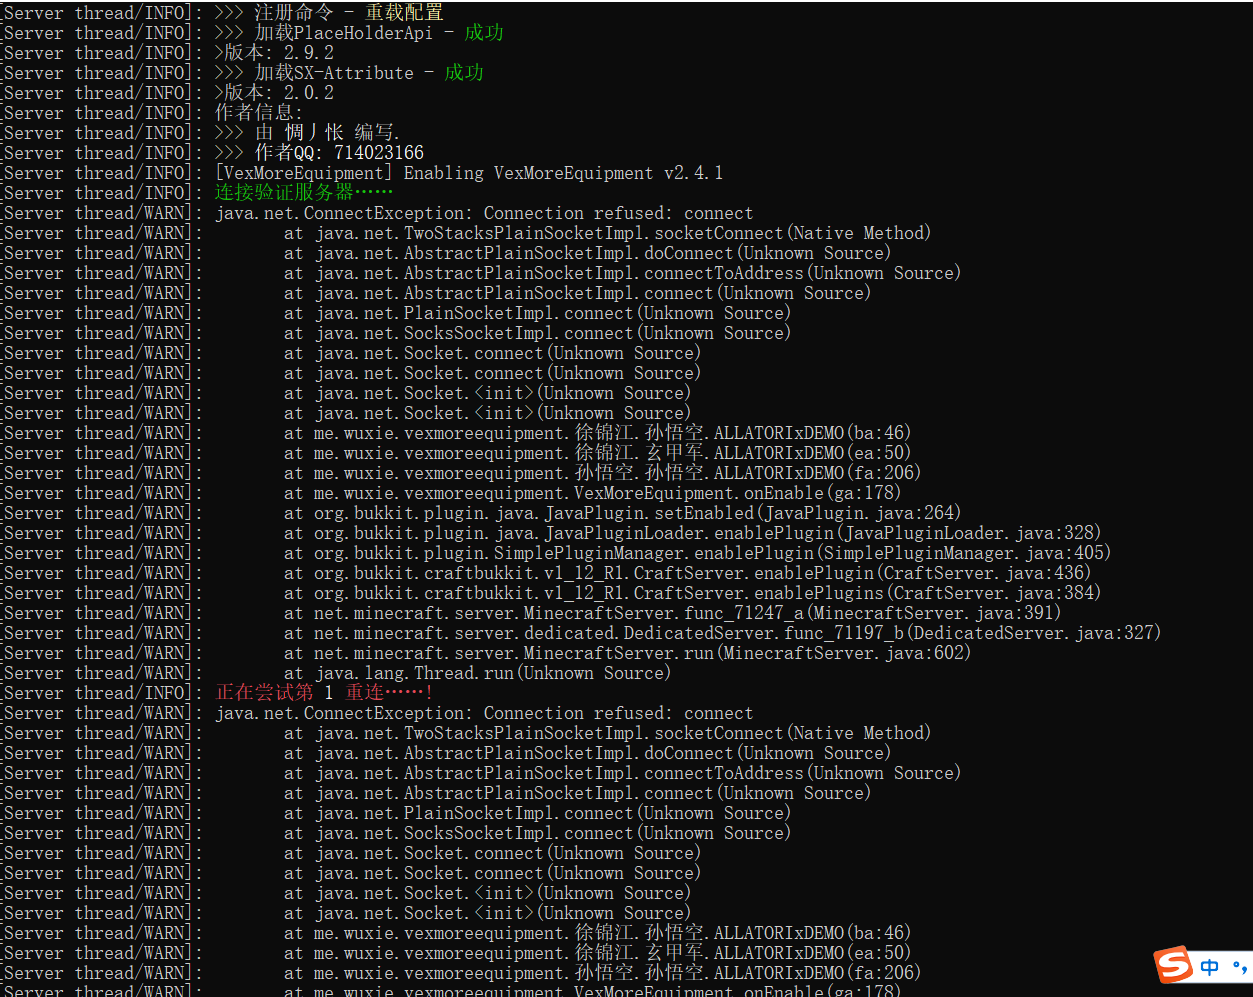 [Server thread/INFO]: >>> 注册命令 - 重载配置
[Server thread/INFO]: >>> 加载PlaceHolderApi - 成功
[Server thread/INFO]: >版本: 2.9.2
[Server thread/INFO]: >>> 加载SX-Attribute - 成功
[Server thread/INFO]: >版本: 2.0.2
[Server thread/INFO]: 作者信息:
[Server thread/INFO]: >>> 由 惆丿怅 编写.
[Server thread/INFO]: >>> 作者QQ: 714023166
[Server thread/INFO]: [VexMoreEquipment] Enabling VexMoreEquipment v2.4.1
[Server thread/INFO]: 连接验证服务器……
[Server thread/WARN]: java.net.ConnectException: Connection refused: connect
[Server thread/WARN]: at java.net.TwoStacksPlainSocketImpl.socketConnect(Native Method)
[Server thread/WARN]: at java.net.AbstractPlainSocketImpl.doConnect(Unknown Source)
[Server thread/WARN]: at java.net.AbstractPlainSocketImpl.connectToAddress(Unknown Source)
[Server thread/WARN]: at java.net.AbstractPlainSocketImpl.connect(Unknown Source)
[Server thread/WARN]: at java.net.PlainSocketImpl.connect(Unknown Source)
[Server thread/WARN]: at java.net.SocksSocketImpl.connect(Unknown Source)
[Server thread/WARN]: at java.net.Socket.connect(Unknown Source)
[Server thread/WARN]: at java.net.Socket.connect(Unknown Source)
[Server thread/WARN]: at java.net.Socket.<init>(Unknown Source)
[Server thread/WARN]: at java.net.Socket.<init>(Unknown Source)
[Server thread/WARN]: at me.wuxie.vexmoreequipment.徐锦江.孙悟空.ALLATORIxDEMO(ba:46)
[Server thread/WARN]: at me.wuxie.vexmoreequipment.徐锦江.玄甲军.ALLATORIxDEMO(ea:50)
[Server thread/WARN]: at me.wuxie.vexmoreequipment.孙悟空.孙悟空.ALLATORIxDEMO(fa:206)
[Server thread/WARN]: at me.wuxie.vexmoreequipment.VexMoreEquipment.onEnable(ga:178)
[Server thread/WARN]: at org.bukkit.plugin.java.JavaPlugin.setEnabled(JavaPlugin.java:264)
[Server thread/WARN]: at org.bukkit.plugin.java.JavaPluginLoader.enablePlugin(JavaPluginLoader.java:328)
[Server thread/WARN]: at org.bukkit.plugin.SimplePluginManager.enablePlugin(SimplePluginManager.java:405)
[Server thread/WARN]: at org.bukkit.craftbukkit.v1_12_R1.CraftServer.enablePlugin(CraftServer.java:436)
[Server thread/WARN]: at org.bukkit.craftbukkit.v1_12_R1.CraftServer.enablePlugins(CraftServer.java:384)
[Server thread/WARN]: at net.minecraft.server.MinecraftServer.func_71247_a(MinecraftServer.java:391)
[Server thread/WARN]: at net.minecraft.server.dedicated.DedicatedServer.func_71197_b(DedicatedServer.java:327)
[Server thread/WARN]: at net.minecraft.server.MinecraftServer.run(MinecraftServer.java:602)
[Server thread/WARN]: at java.lang.Thread.run(Unknown Source)
[Server thread/INFO]: 正在尝试第 1 重连……!
[Server thread/WARN]: java.net.ConnectException: Connection refused: connect
[Server thread/WARN]: at java.net.TwoStacksPlainSocketImpl.socketConnect(Native Method)
[Server thread/WARN]: at java.net.AbstractPlainSocketImpl.doConnect(Unknown Source)
[Server thread/WARN]: at java.net.AbstractPlainSocketImpl.connectToAddress(Unknown Source)
[Server thread/WARN]: at java.net.AbstractPlainSocketImpl.connect(Unknown Source)
[Server thread/WARN]: at java.net.PlainSocketImpl.connect(Unknown Source)
[Server thread/WARN]: at java.net.SocksSocketImpl.connect(Unknown Source)
[Server thread/WARN]: at java.net.Socket.connect(Unknown Source)
[Server thread/WARN]: at java.net.Socket.connect(Unknown Source)
[Server thread/WARN]: at java.net.Socket.<init>(Unknown Source)
[Server thread/WARN]: at java.net.Socket.<init>(Unknown Source)
[Server thread/WARN]: at me.wuxie.vexmoreequipment.徐锦江.孙悟空.ALLATORIxDEMO(ba:46)
[Server thread/WARN]: at me.wuxie.vexmoreequipment.徐锦江.玄甲军.ALLATORIxDEMO(ea:50)
[Server thread/WARN]: at me.wuxie.vexmoreequipment.孙悟空.孙悟空.ALLATORIxDEMO(fa:206)
[Server thread/WARN]: at me.wuxie.vexmoreequipment.VexMoreEquipment.onEnable(ga:178)
S 中 °,